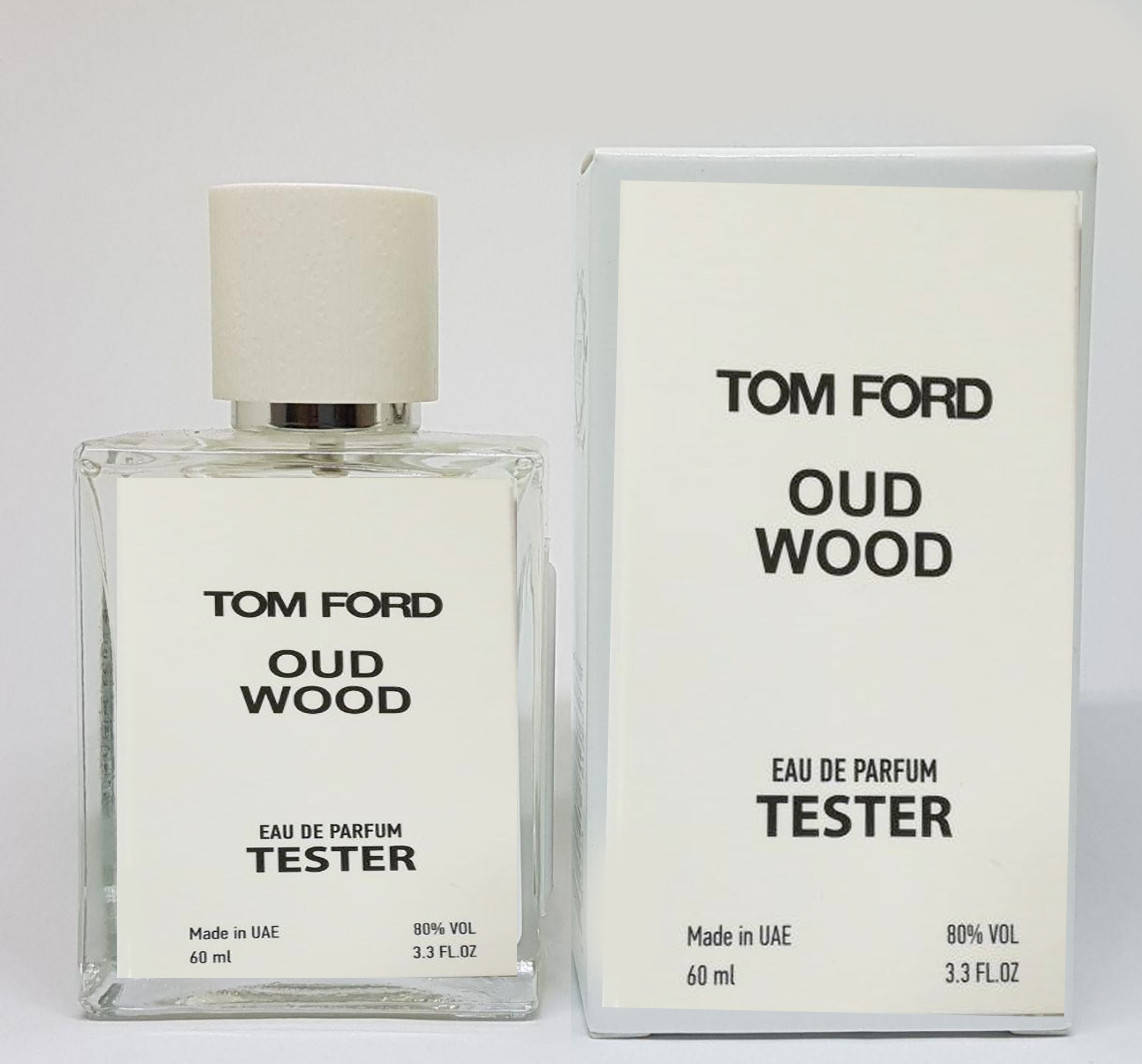 TOM FORD
OUD
WOOD
EAU DE PARFUM
TESTER
Made in UAE
80% VOL
60 ml
3.3 FL.OZ
TOM FORD
OUD
WOOD
EAU DE PARFUM
TESTER
Made in UAE
80% VOL
60 ml
3.3 FL.OZ